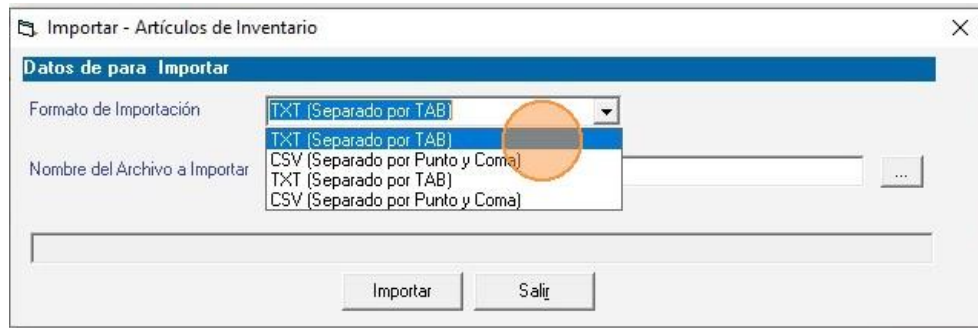 Importar - Artículos de Inventario
Datos de para Importar
Formato de Importación
TXT (Separado por TAB)
TXT (Separado por TAB)
CSV (Separado por Punto y Coma)
TXT (Separado por TAB)
CSV (Separado por Punto y Coma)
Nombre del Archivo a Importar
...
Importar
Salir